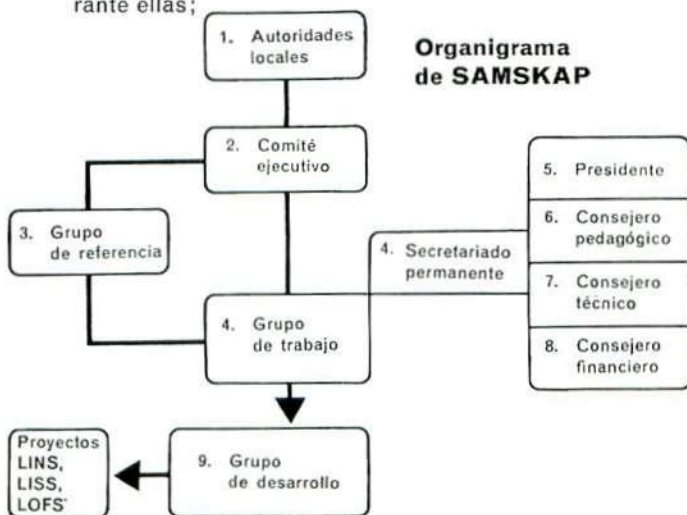 rante ellas;
Organigrama
de SAMSKAP
1. Autoridades
locales
2. Comité
ejecutivo
3. Grupo
de referencia
4. Grupo
de trabajo
4. Secretariado
permanente
5. Presidente
6. Consejero
pedagógico
7. Consejero
técnico
8. Consejero
financiero
9. Grupo
de desarrollo
Proyectos
LINS,
LISS,
LOFS